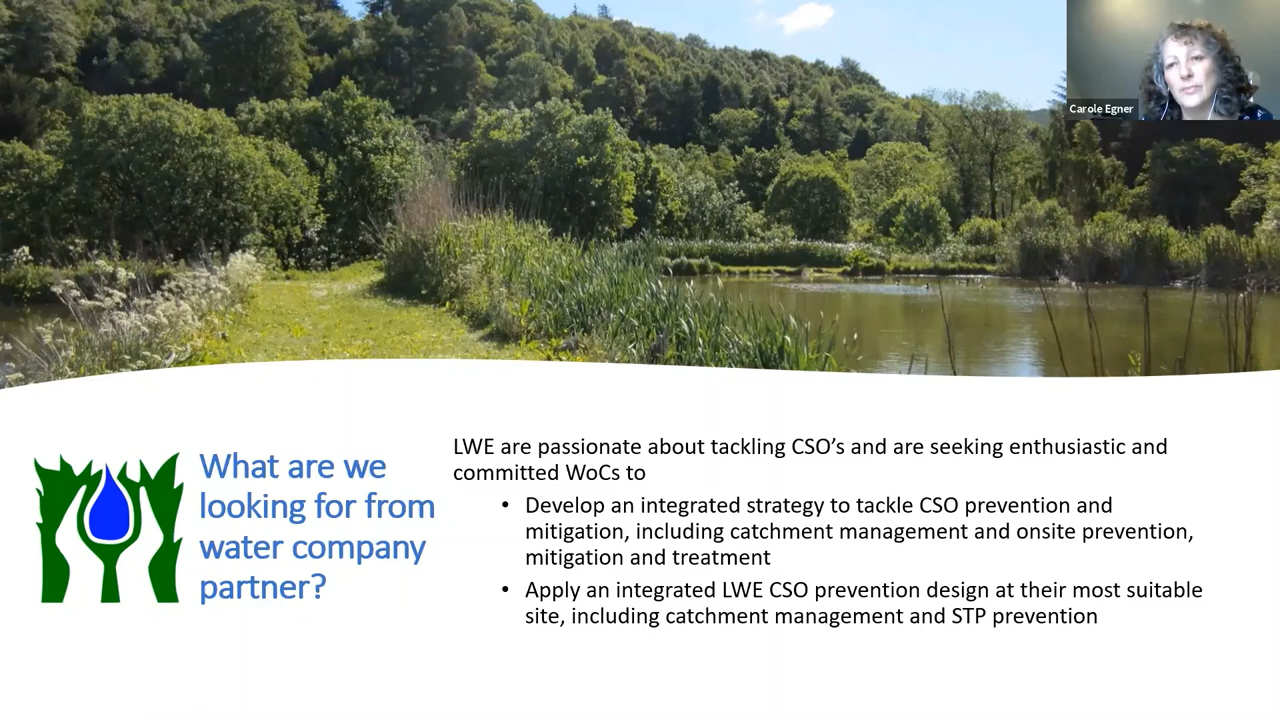 Carole Egner
What are we
looking for from
water company
partner?
LWE are passionate about tackling CSO’s and are seeking enthusiastic and
committed WoCs to
• Develop an integrated strategy to tackle CSO prevention and
mitigation, including catchment management and onsite prevention,
mitigation and treatment
• Apply an integrated LWE CSO prevention design at their most suitable
site, including catchment management and STP prevention